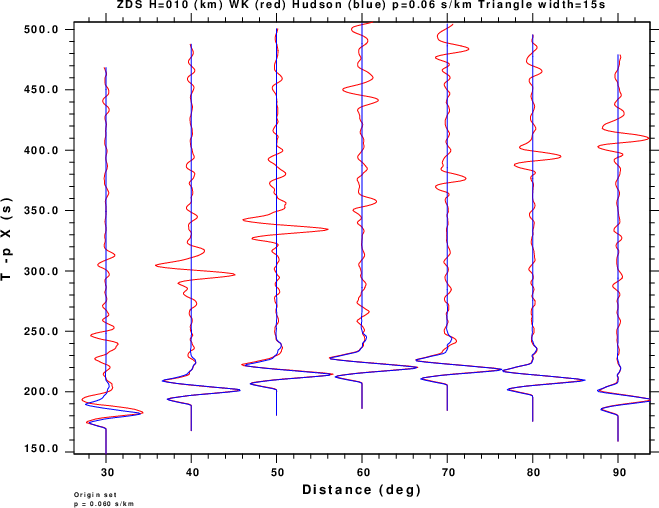 ZDS H=010 (km) WK (red) Hudson (blue) p=0.06 s/km Triangle width=15s
500.0
450.0
400.0
350.0
300.0
250.0
200.0
150.0
T -p X (s)
30 40 50 60 70 80 90
Distance (deg)
Origin set
p = 0.060 s/km